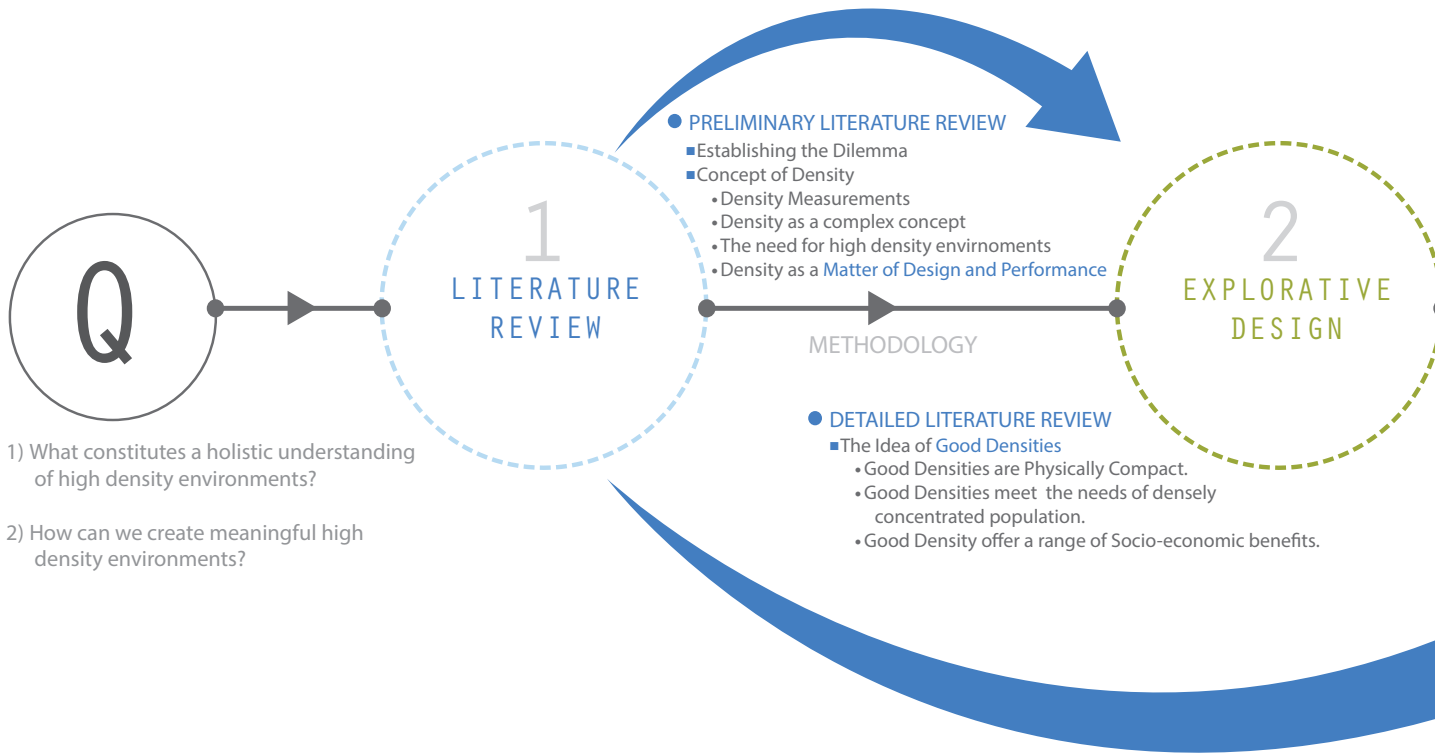 Q
1) What constitutes a holistic understanding
of high density environments?
2) How can we create meaningful high
density environments?
1
LITERATURE
REVIEW
● PRELIMINARY LITERATURE REVIEW
■Establishing the Dilemma
■Concept of Density
•Density Measurements
•Density as a complex concept
•The need for high density envirnoments
•Density as a Matter of Design and Performance
METHODOLOGY
● DETAILED LITERATURE REVIEW
■The Idea of Good Densities
•Good Densities are Physically Compact.
•Good Densities meet the needs of densely
concentrated population.
•Good Density offer a range of Socio-economic benefits.
2
EXPLORATIVE
DESIGN